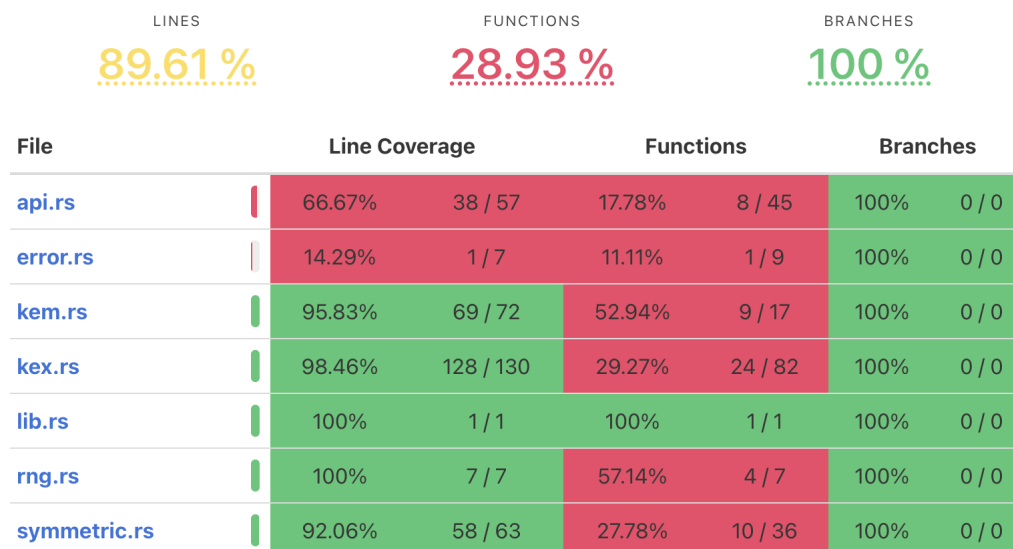 LINES FUNCTIONS BRANCHES
89.61 % 28.93 % 100 %
File Line Coverage Functions Branches
api.rs 66.67% 38 / 57 17.78% 8 / 45 100% 0 / 0
error.rs 14.29% 1 / 7 11.11% 1 / 9 100% 0 / 0
kem.rs 95.83% 69 / 72 52.94% 9 / 17 100% 0 / 0
kex.rs 98.46% 128 / 130 29.27% 24 / 82 100% 0 / 0
lib.rs 100% 1 / 1 100% 1 / 1 100% 0 / 0
rng.rs 100% 7 / 7 57.14% 4 / 7 100% 0 / 0
symmetric.rs 92.06% 58 / 63 27.78% 10 / 36 100% 0 / 0